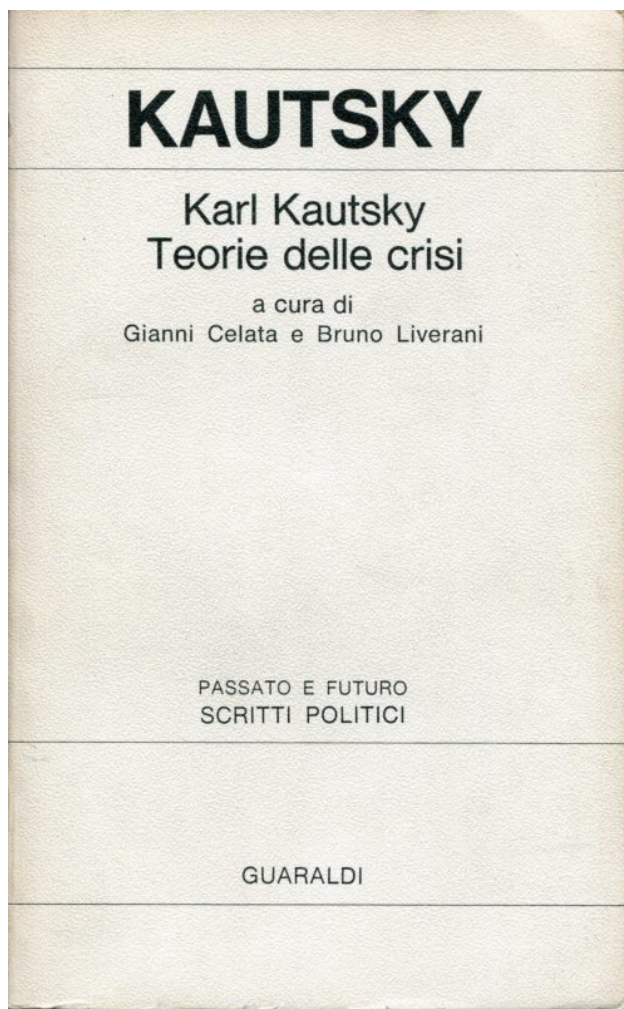 KAUTSKY
Karl Kautsky
Teorie delle crisi
a cura di
Gianni Celata e Bruno Liverani
PASSATO E FUTURO
SCRITTI POLITICI
GUARALDI